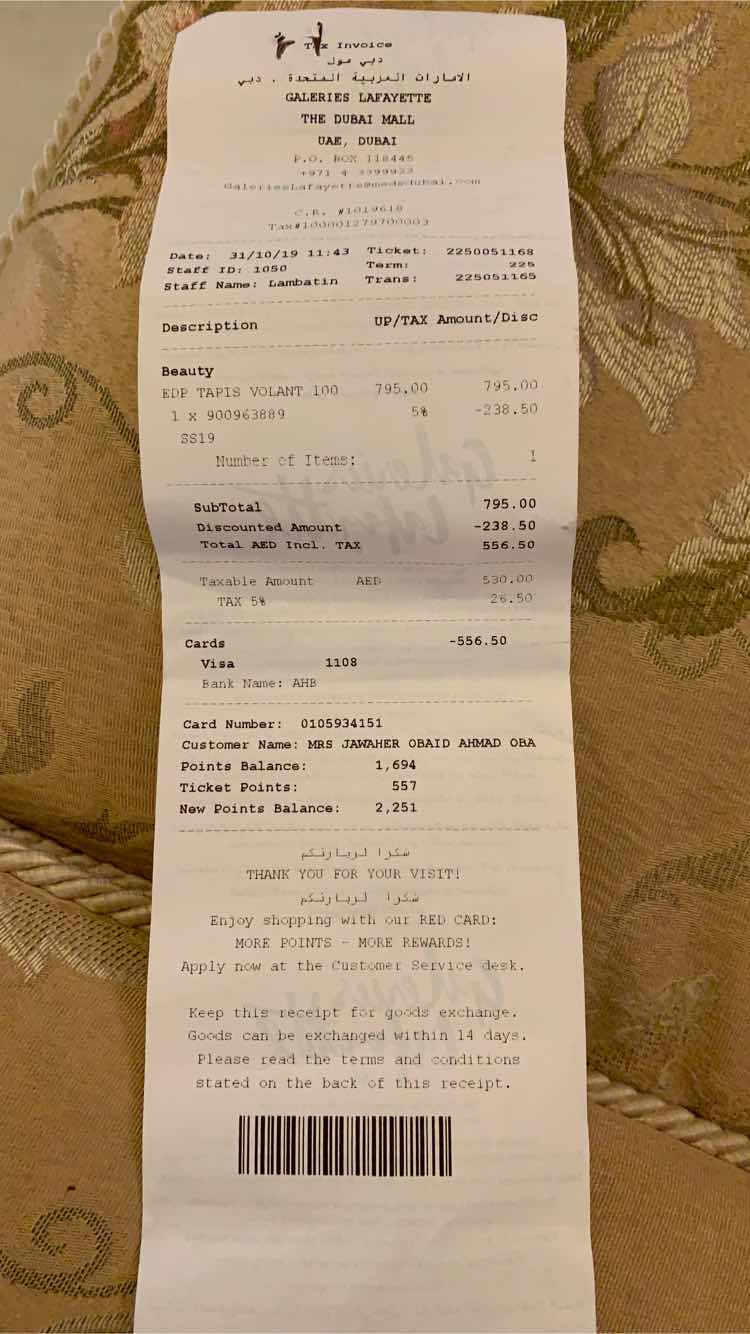 Tax Invoice
دبي مول
الامارات العربية المتحدة ، دبي
GALERIES LAFAYETTE
THE DUBAI MALL
UAE, DUBAI
P.O. BOX 118445
+971 4 3399933
GaleriesLafayette@medsdubai.com
C.R. #1019618
Tax#100001279700003
Date: 31/10/19 11:43 Ticket: 2250051168
Staff ID: 1050 Term: 225
Staff Name: Lambatin Trans: 225051165
Description UP/TAX Amount/Disc
Beauty
EDP TAPIS VOLANT 100 795.00 795.00
1 x 900963889 5% -238.50
SS19
Number of Items: 1
SubTotal 795.00
Discounted Amount -238.50
Total AED Incl. TAX 556.50
Taxable Amount AED 530.00
TAX 5% 26.50
Cards -556.50
Visa 1108
Bank Name: AHB
Card Number: 0105934151
Customer Name: MRS JAWAHER OBAID AHMAD OBA
Points Balance: 1,694
Ticket Points: 557
New Points Balance: 2,251
شكرا لزيارتكم
THANK YOU FOR YOUR VISIT!
شكرا لزيارتكم
Enjoy shopping with our RED CARD:
MORE POINTS - MORE REWARDS!
Apply now at the Customer Service desk.
Keep this receipt for goods exchange.
Goods can be exchanged within 14 days.
Please read the terms and conditions
stated on the back of this receipt.